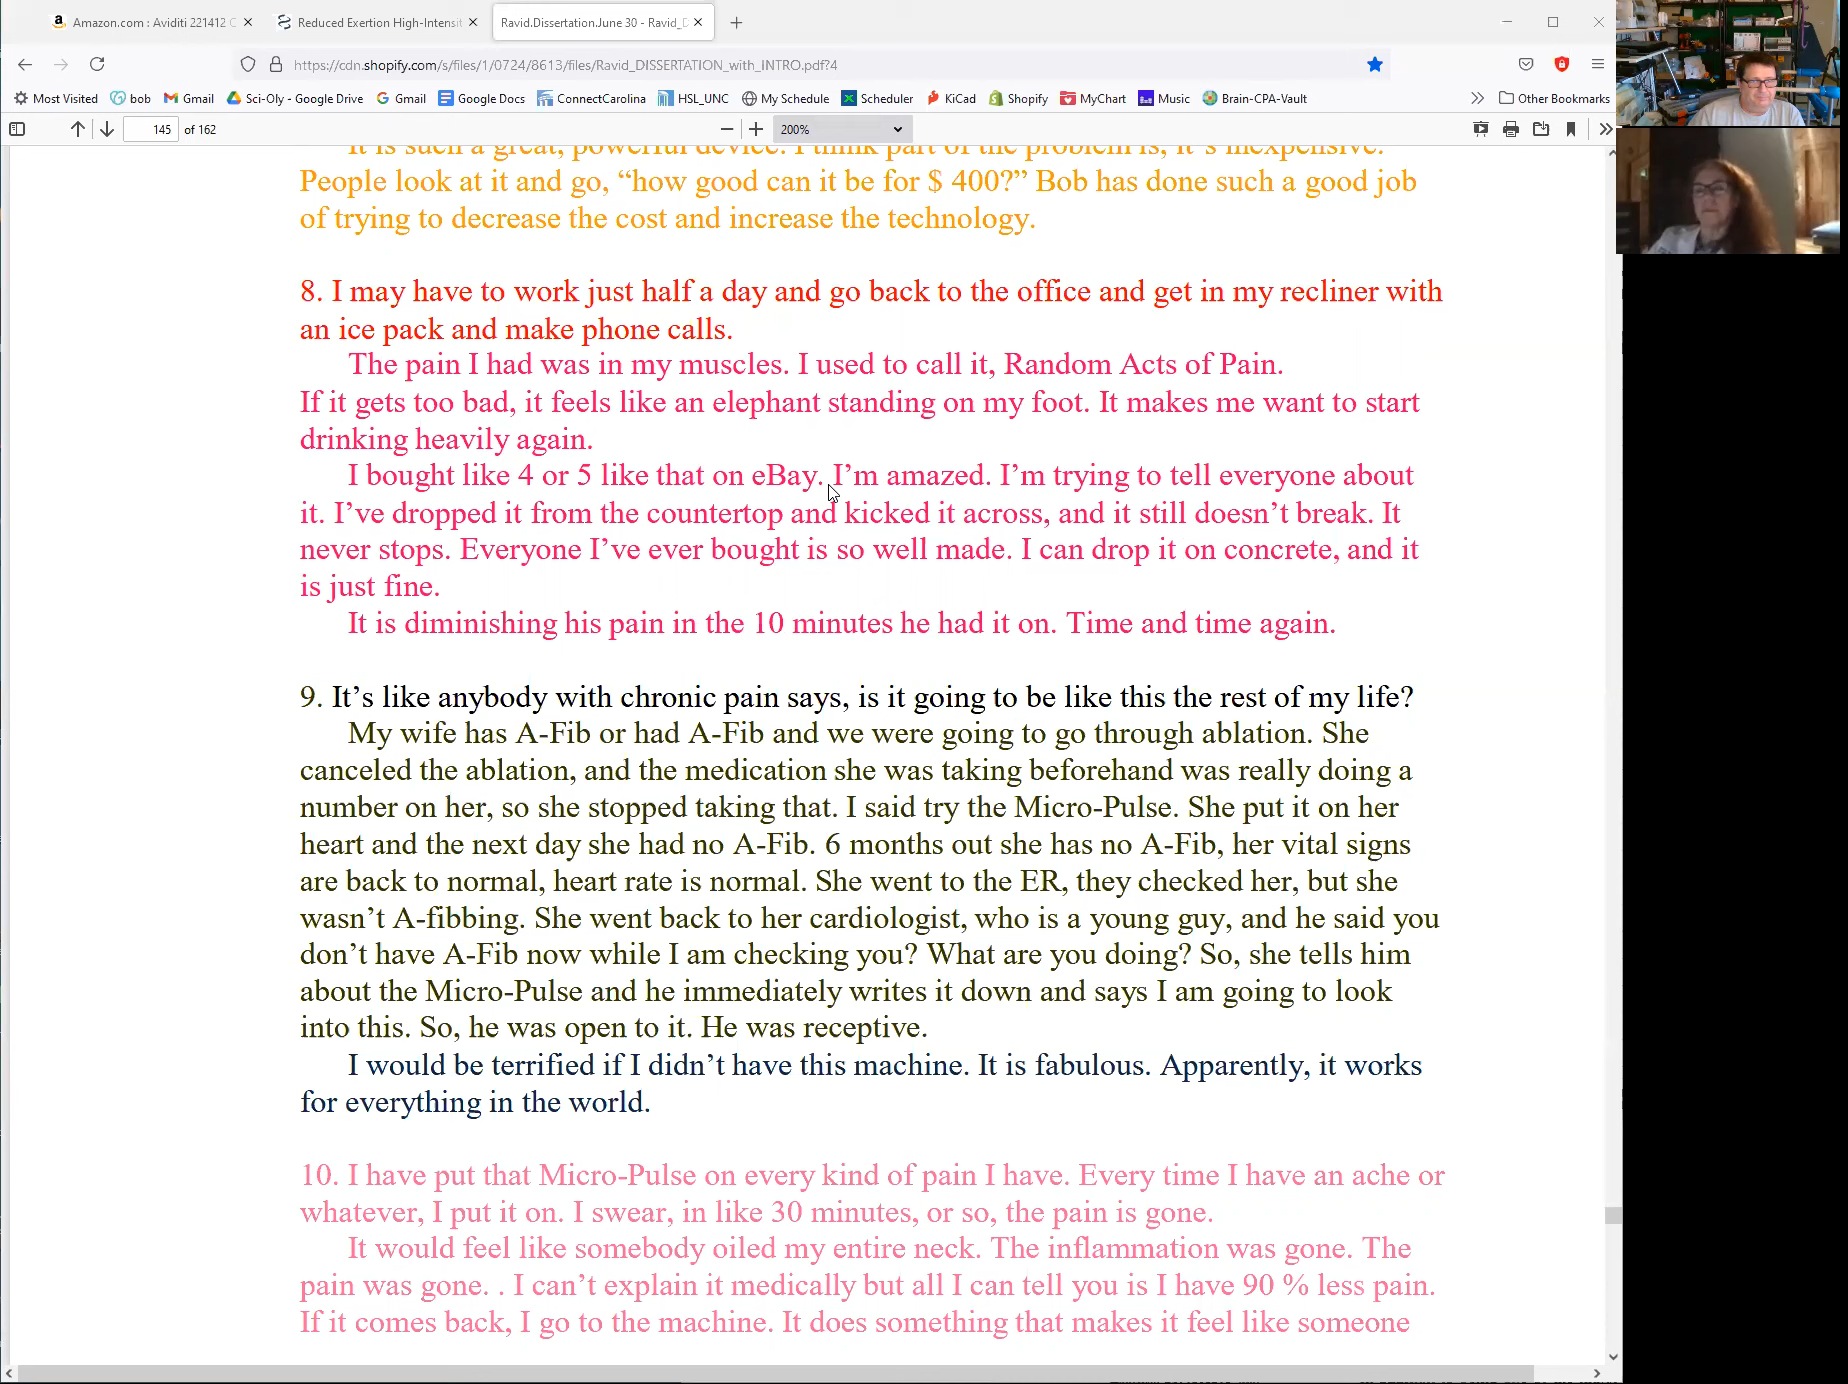 Amazon.com : Aviditi 221412 C
Reduced Exertion High-Intensit
Ravid.Dissertation.June 30 - Ravid_D
https://cdn.shopify.com/s/files/1/0724/8613/files/Ravid_DISSERTATION_with_INTRO.pdf?4
Most Visited bob Gmail Sci-Oly - Google Drive Gmail Google Docs ConnectCarolina HSL_UNC My Schedule Scheduler KiCad Shopify MyChart Music Brain-CPA-Vault Other Bookmarks
145 of 162 200%
It is such a great, powerful device. I think part of the problem is, it's inexpensive.
People look at it and go, “how good can it be for $ 400?” Bob has done such a good job
of trying to decrease the cost and increase the technology.
8. I may have to work just half a day and go back to the office and get in my recliner with
an ice pack and make phone calls.
The pain I had was in my muscles. I used to call it, Random Acts of Pain.
If it gets too bad, it feels like an elephant standing on my foot. It makes me want to start
drinking heavily again.
I bought like 4 or 5 like that on eBay. I’m amazed. I’m trying to tell everyone about
it. I’ve dropped it from the countertop and kicked it across, and it still doesn’t break. It
never stops. Everyone I’ve ever bought is so well made. I can drop it on concrete, and it
is just fine.
It is diminishing his pain in the 10 minutes he had it on. Time and time again.
9. It’s like anybody with chronic pain says, is it going to be like this the rest of my life?
My wife has A-Fib or had A-Fib and we were going to go through ablation. She
canceled the ablation, and the medication she was taking beforehand was really doing a
number on her, so she stopped taking that. I said try the Micro-Pulse. She put it on her
heart and the next day she had no A-Fib. 6 months out she has no A-Fib, her vital signs
are back to normal, heart rate is normal. She went to the ER, they checked her, but she
wasn’t A-fibbing. She went back to her cardiologist, who is a young guy, and he said you
don’t have A-Fib now while I am checking you? What are you doing? So, she tells him
about the Micro-Pulse and he immediately writes it down and says I am going to look
into this. So, he was open to it. He was receptive.
I would be terrified if I didn’t have this machine. It is fabulous. Apparently, it works
for everything in the world.
10. I have put that Micro-Pulse on every kind of pain I have. Every time I have an ache or
whatever, I put it on. I swear, in like 30 minutes, or so, the pain is gone.
It would feel like somebody oiled my entire neck. The inflammation was gone. The
pain was gone. . I can’t explain it medically but all I can tell you is I have 90 % less pain.
If it comes back, I go to the machine. It does something that makes it feel like someone